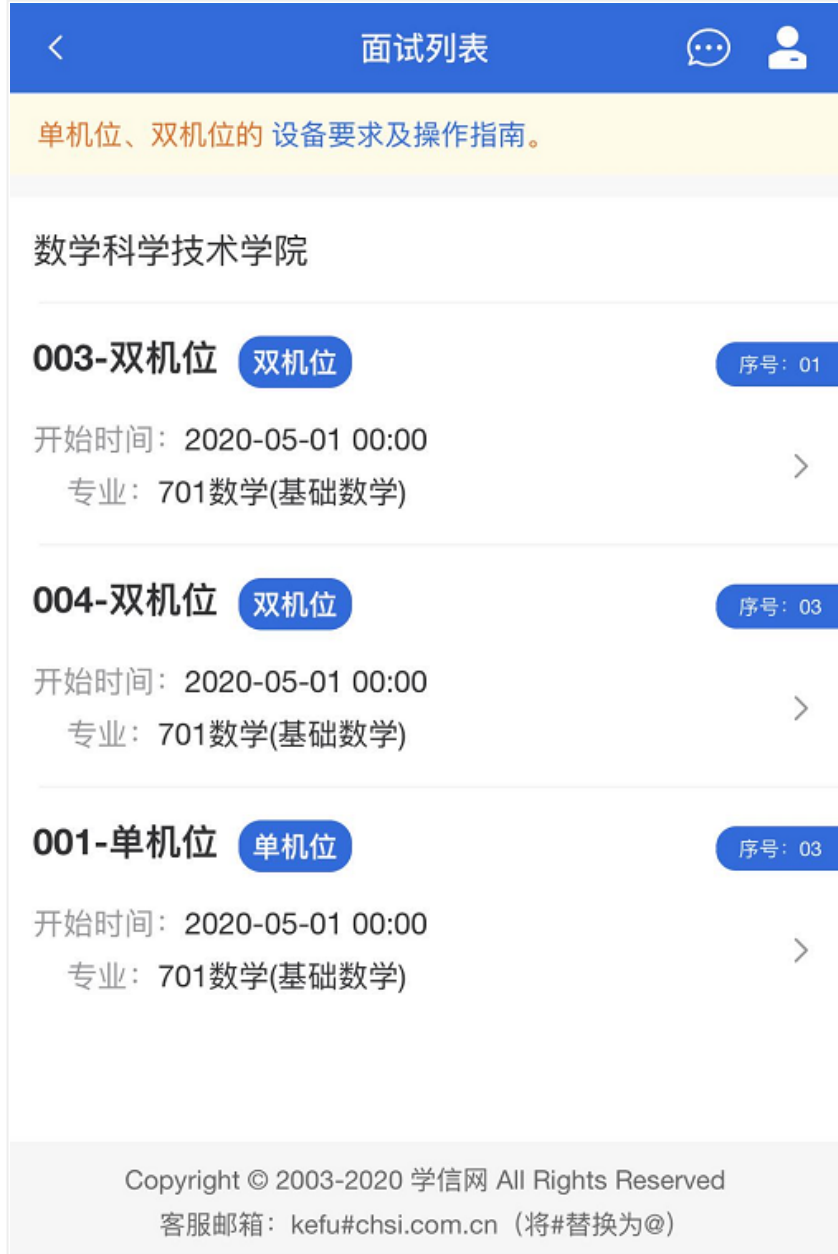 面试列表
单机位、双机位的 设备要求及操作指南。
数学科学技术学院
003-双机位 双机位 序号：01
开始时间：2020-05-01 00:00
专业：701数学(基础数学)
004-双机位 双机位 序号：03
开始时间：2020-05-01 00:00
专业：701数学(基础数学)
001-单机位 单机位 序号：03
开始时间：2020-05-01 00:00
专业：701数学(基础数学)
Copyright © 2003-2020 学信网 All Rights Reserved
客服邮箱：kefu#chsi.com.cn（将#替换为@）